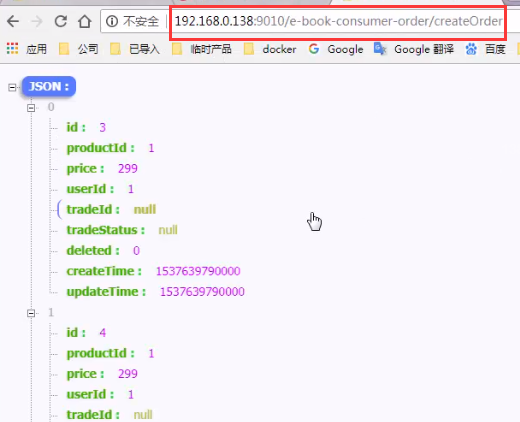 不安全 192.168.0.138:9010/e-book-consumer-order/createOrder
应用 公司 已导入 临时产品 docker Google Google 翻译 百度
JSON :
0
id : 3
productId : 1
price : 299
userId : 1
tradeId : null
tradeStatus : null
deleted : 0
createTime : 1537639790000
updateTime : 1537639790000
1
id : 4
productId : 1
price : 299
userId : 1
tradeId : null